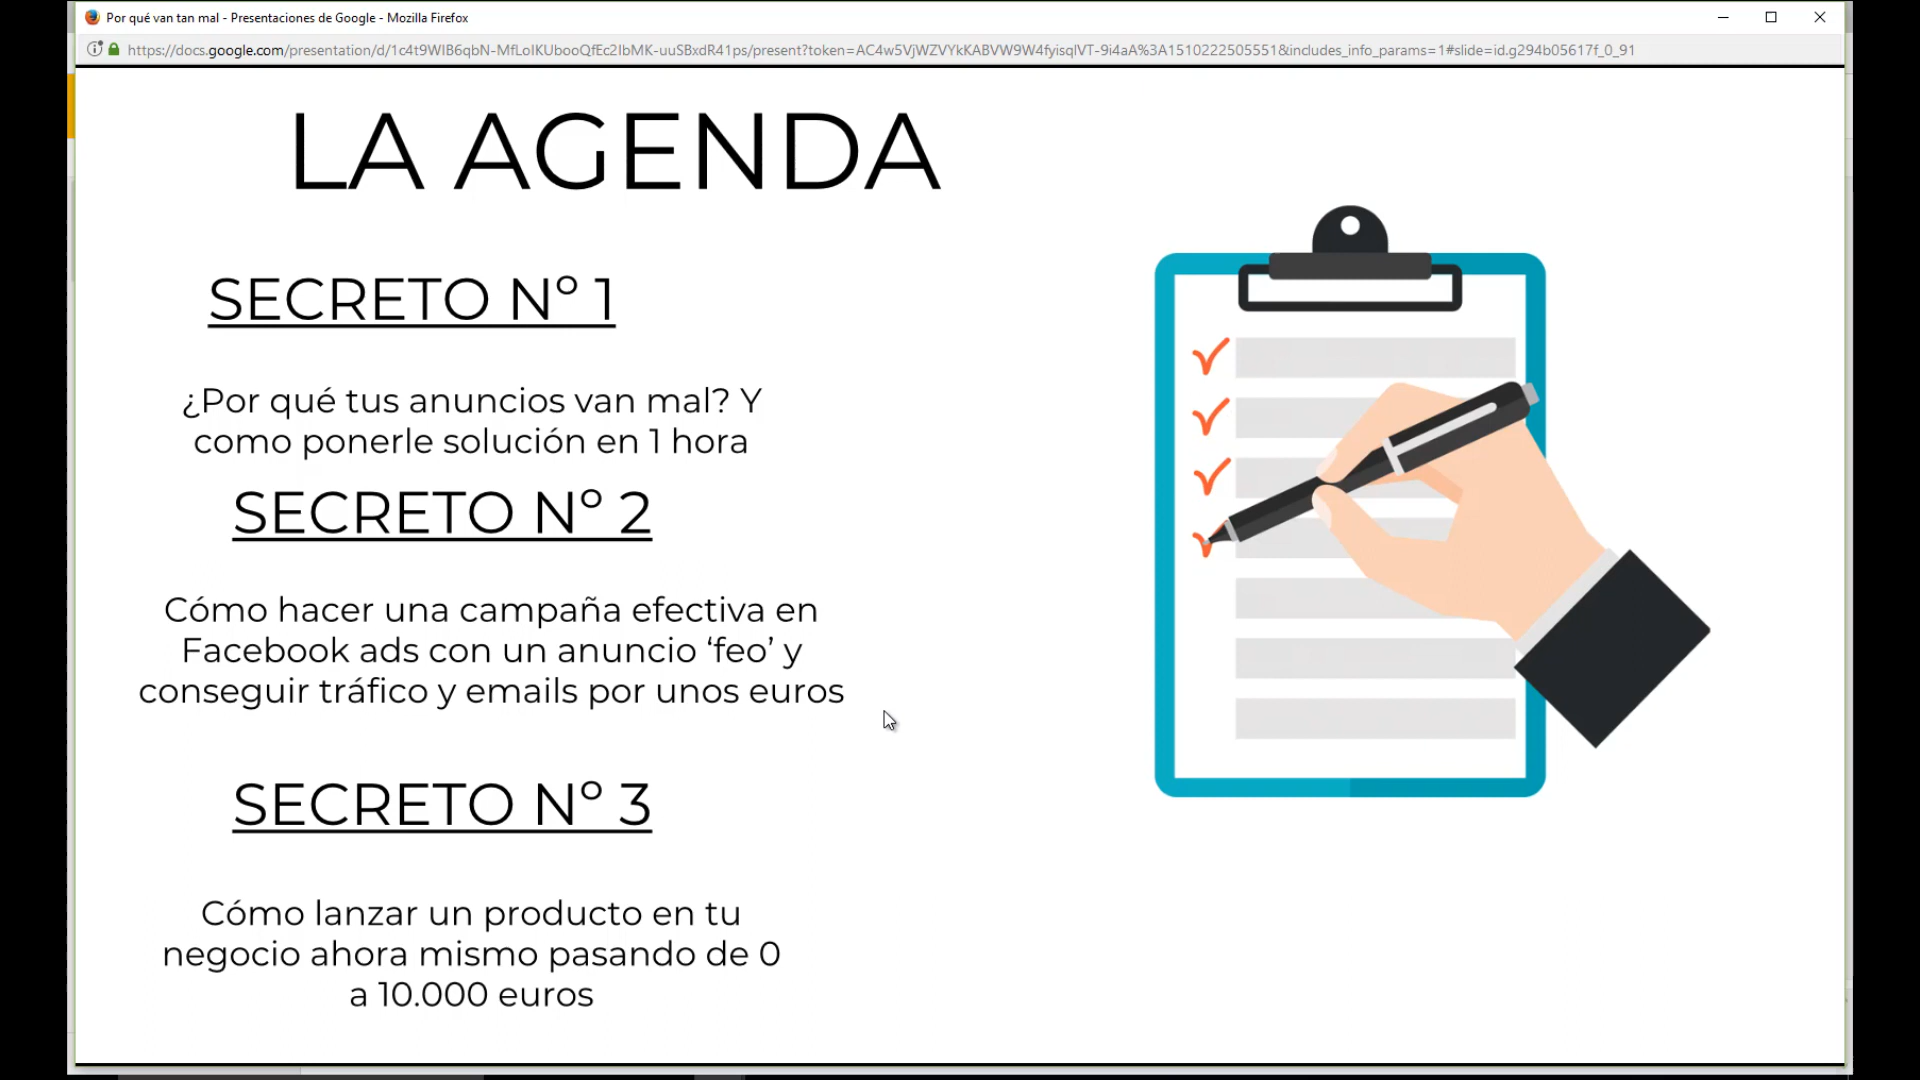 Por qué van tan mal - Presentaciones de Google - Mozilla Firefox
https://docs.google.com/presentation/d/1c4t9WIB6qbN-MfLoIKUbooQfEc2IbMK-uuSBxdR41ps/present?token=AC4w5VjWZVYkKABVW9W4fyisqlVT-9i4aA%3A1510222505551&includes_info_params=1#slide=id.g294b05617f_0_91
LA AGENDA
SECRETO Nº 1
¿Por qué tus anuncios van mal? Y
como ponerle solución en 1 hora
SECRETO Nº 2
Cómo hacer una campaña efectiva en
Facebook ads con un anuncio ‘feo’ y
conseguir tráfico y emails por unos euros
SECRETO Nº 3
Cómo lanzar un producto en tu
negocio ahora mismo pasando de 0
a 10.000 euros